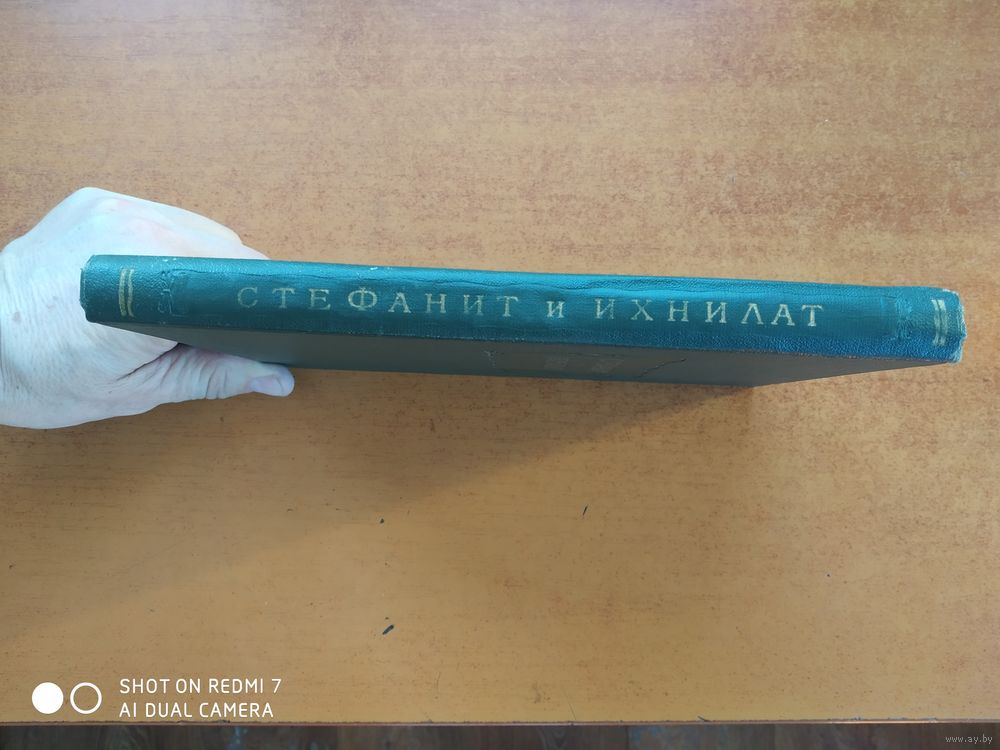 СТЕФАНИТ и ИХНИЛАТ
SHOT ON REDMI 7
AI DUAL CAMERA
www.ay.by